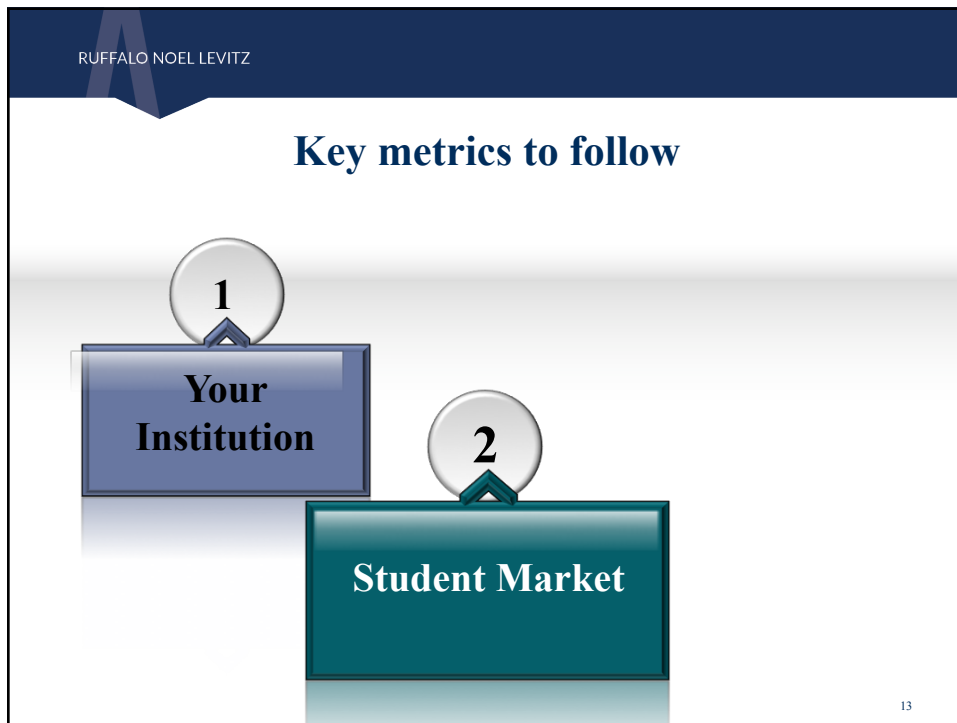 RUFFALO NOEL LEVITZ
Key metrics to follow
1
Your
Institution
2
Student Market
13